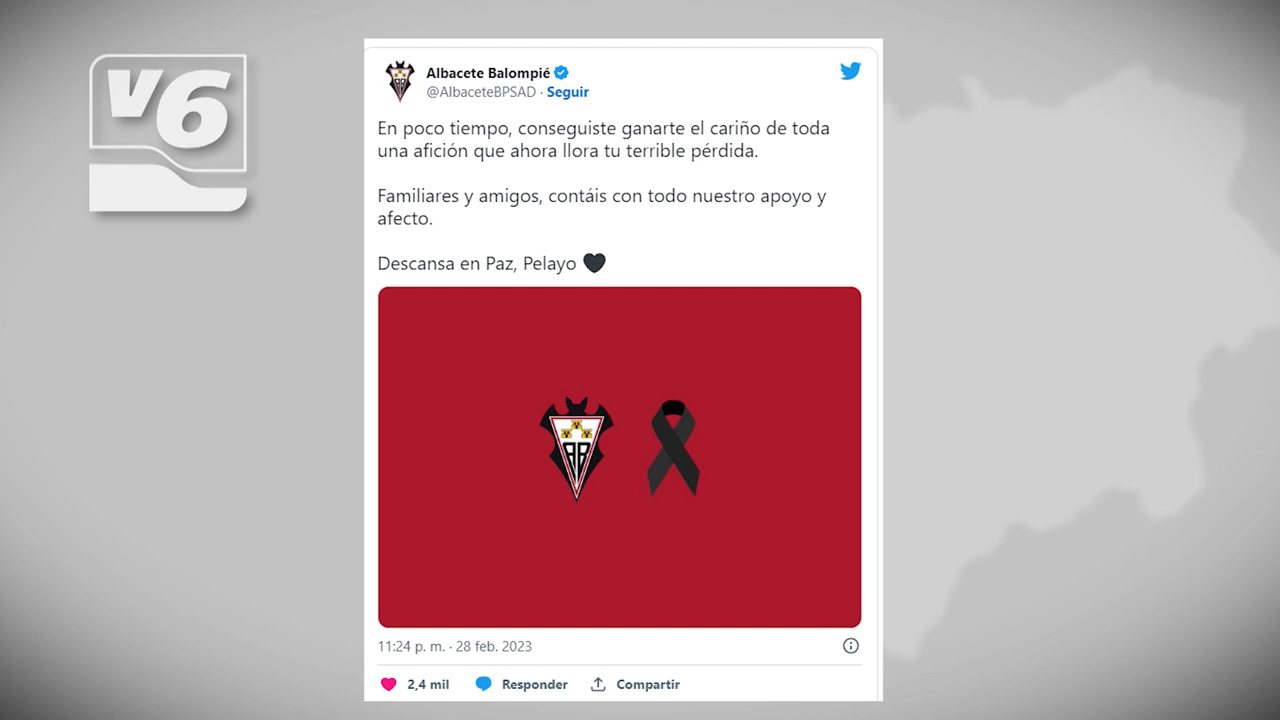 V6
Albacete Balompié
@AlbaceteBPSAD · Seguir
En poco tiempo, conseguiste ganarte el cariño de toda
una afición que ahora llora tu terrible pérdida.
Familiares y amigos, contáis con todo nuestro apoyo y
afecto.
Descansa en Paz, Pelayo 🖤
11:24 p. m. · 28 feb. 2023
2,4 mil Responder Compartir